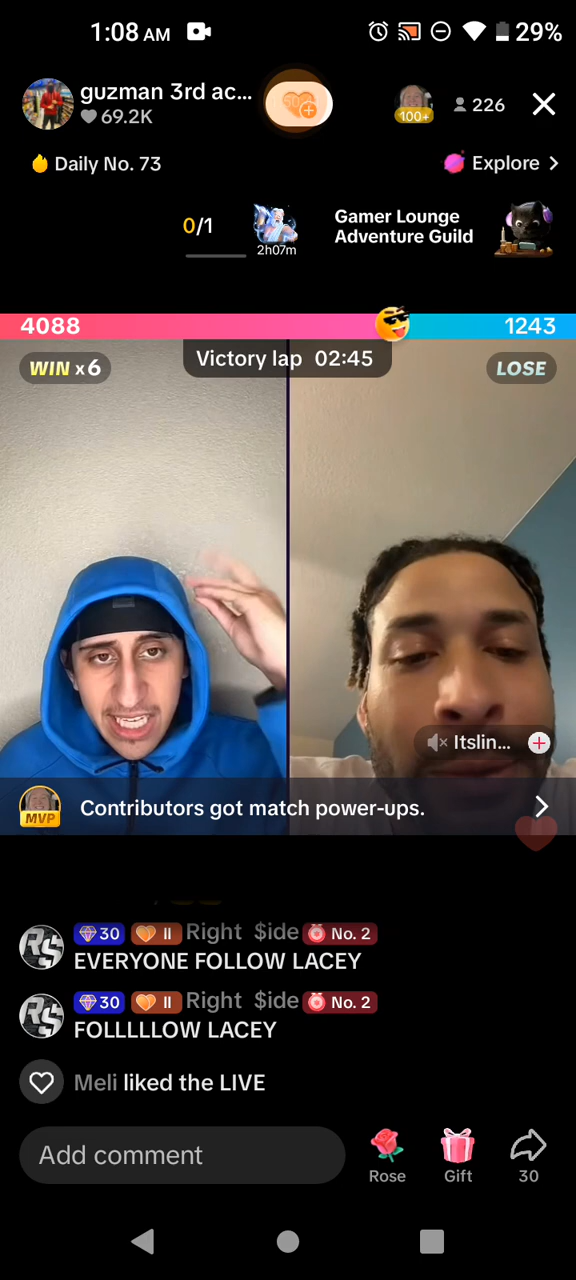 1:08 AM
29%
guzman 3rd ac...
69.2K
100+
226
Daily No. 73
Explore
0/1
2h07m
Gamer Lounge
Adventure Guild
4088
1243
WIN x6
Victory lap 02:45
LOSE
Itslin...
MVP
Contributors got match power-ups.
RS
30 II Right $ide No. 2
EVERYONE FOLLOW LACEY
RS
30 II Right $ide No. 2
FOLLLLLOW LACEY
Meli liked the LIVE
Add comment
Rose
Gift
30